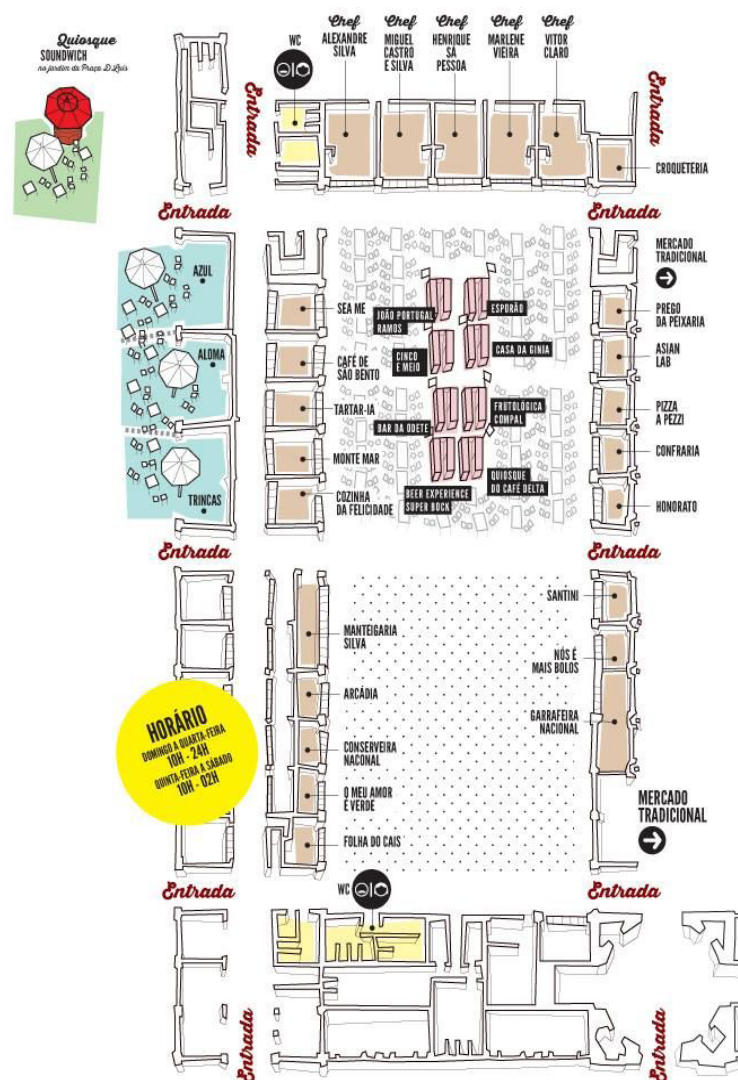 Quiosque
SOUNDWICH
no jardim da Praça D.Luis
WC
Chef
ALEXANDRE
SILVA
Chef
MIGUEL
CASTRO
E SILVA
Chef
HENRIQUE
SA
PESSOA
Chef
MARLENE
VIEIRA
Chef
VITOR
CLARO
Entrada
Entrada
CROQUETERIA
Entrada
Entrada
AZUL
ALOMA
TRINCAS
SEA ME
CAFÉ DE
SÃO BENTO
TARTAR-IA
MONTE MAR
COZINHA
DA FELICIDADE
JOÃO PORTUGAL
RAMOS
ESPORÃO
CINCO
E MEIO
CASA DA GINIA
BAR DA ODETE
FRUTOLÓGICA
COMPAL
BEER EXPERIENCE
SUPER BOCK
QUIOSQUE
DO CAFÉ DELTA
MERCADO
TRADICIONAL
PREGO
DA PEIXARIA
ASIAN
LAB
PIZZA
A PEZZI
CONFRARIA
HONORATO
Entrada
Entrada
MANTEIGARIA
SILVA
ARCÁDIA
CONSERVEIRA
NACONAL
O MEU AMOR
É VERDE
FOLHA DO CAIS
SANTINI
NÓS É
MAIS BOLOS
GARRAFEIRA
NACIONAL
HORÁRIO
DOMINGO A QUARTA-FEIRA
10H - 24H
QUINTA-FEIRA A SÁBADO
10H - 02H
MERCADO
TRADICIONAL
Entrada
WC
Entrada
Entrada
Entrada